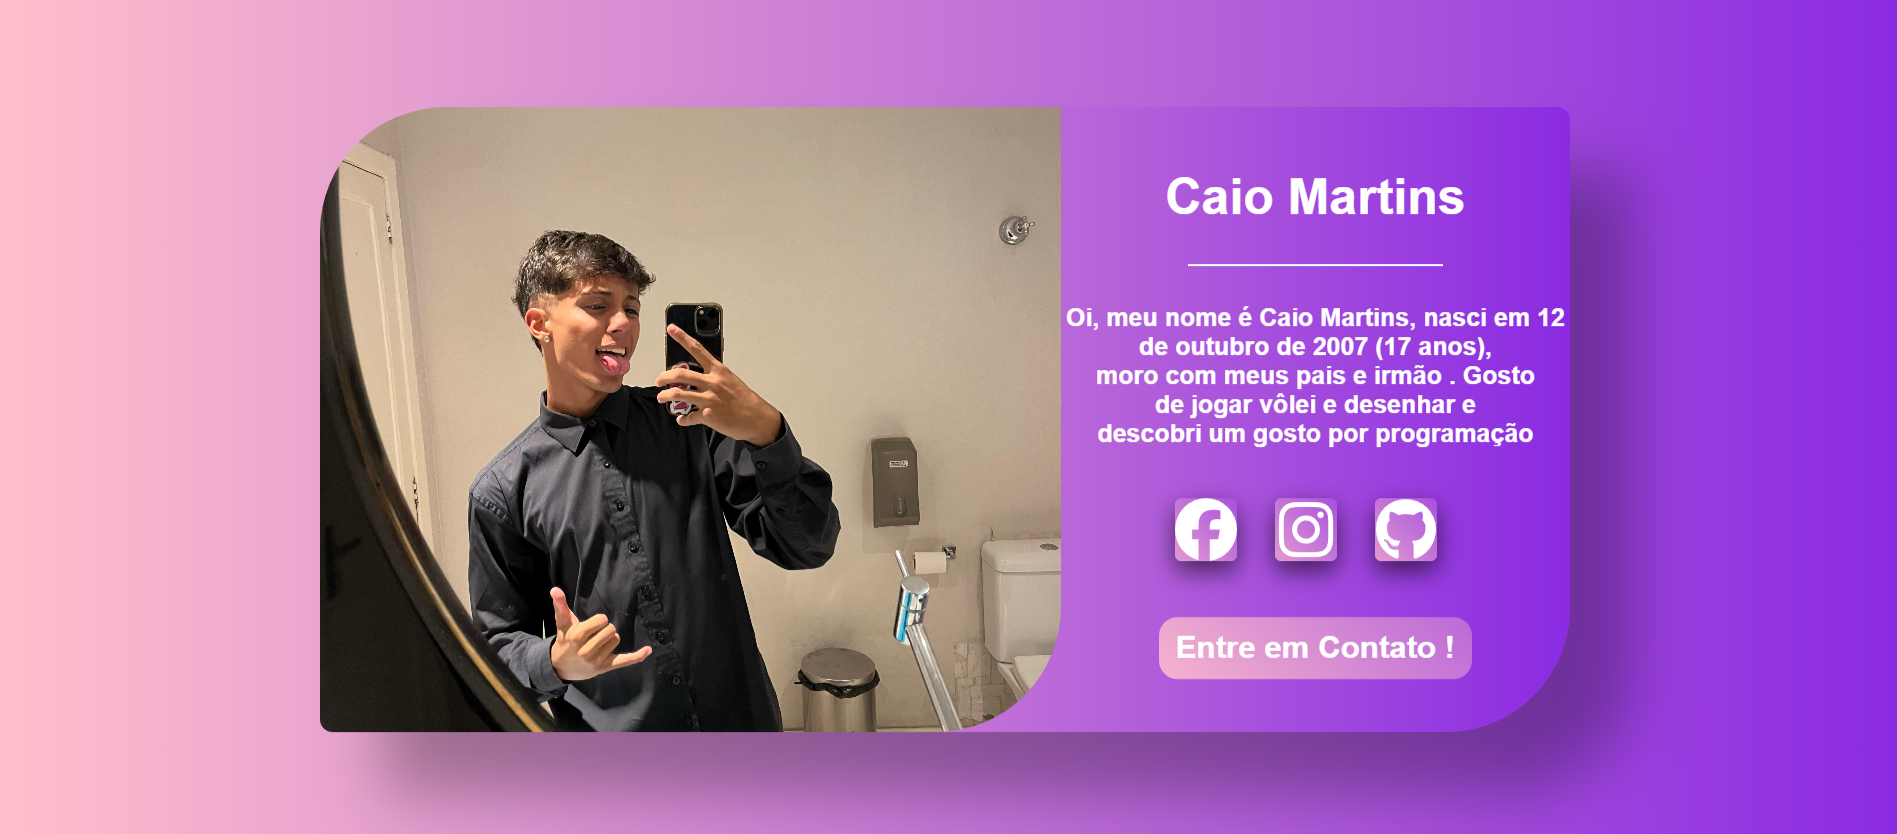 Caio Martins
Oi, meu nome é Caio Martins, nasci em 12
de outubro de 2007 (17 anos),
moro com meus pais e irmão . Gosto
de jogar vôlei e desenhar e
descobri um gosto por programação
Entre em Contato !